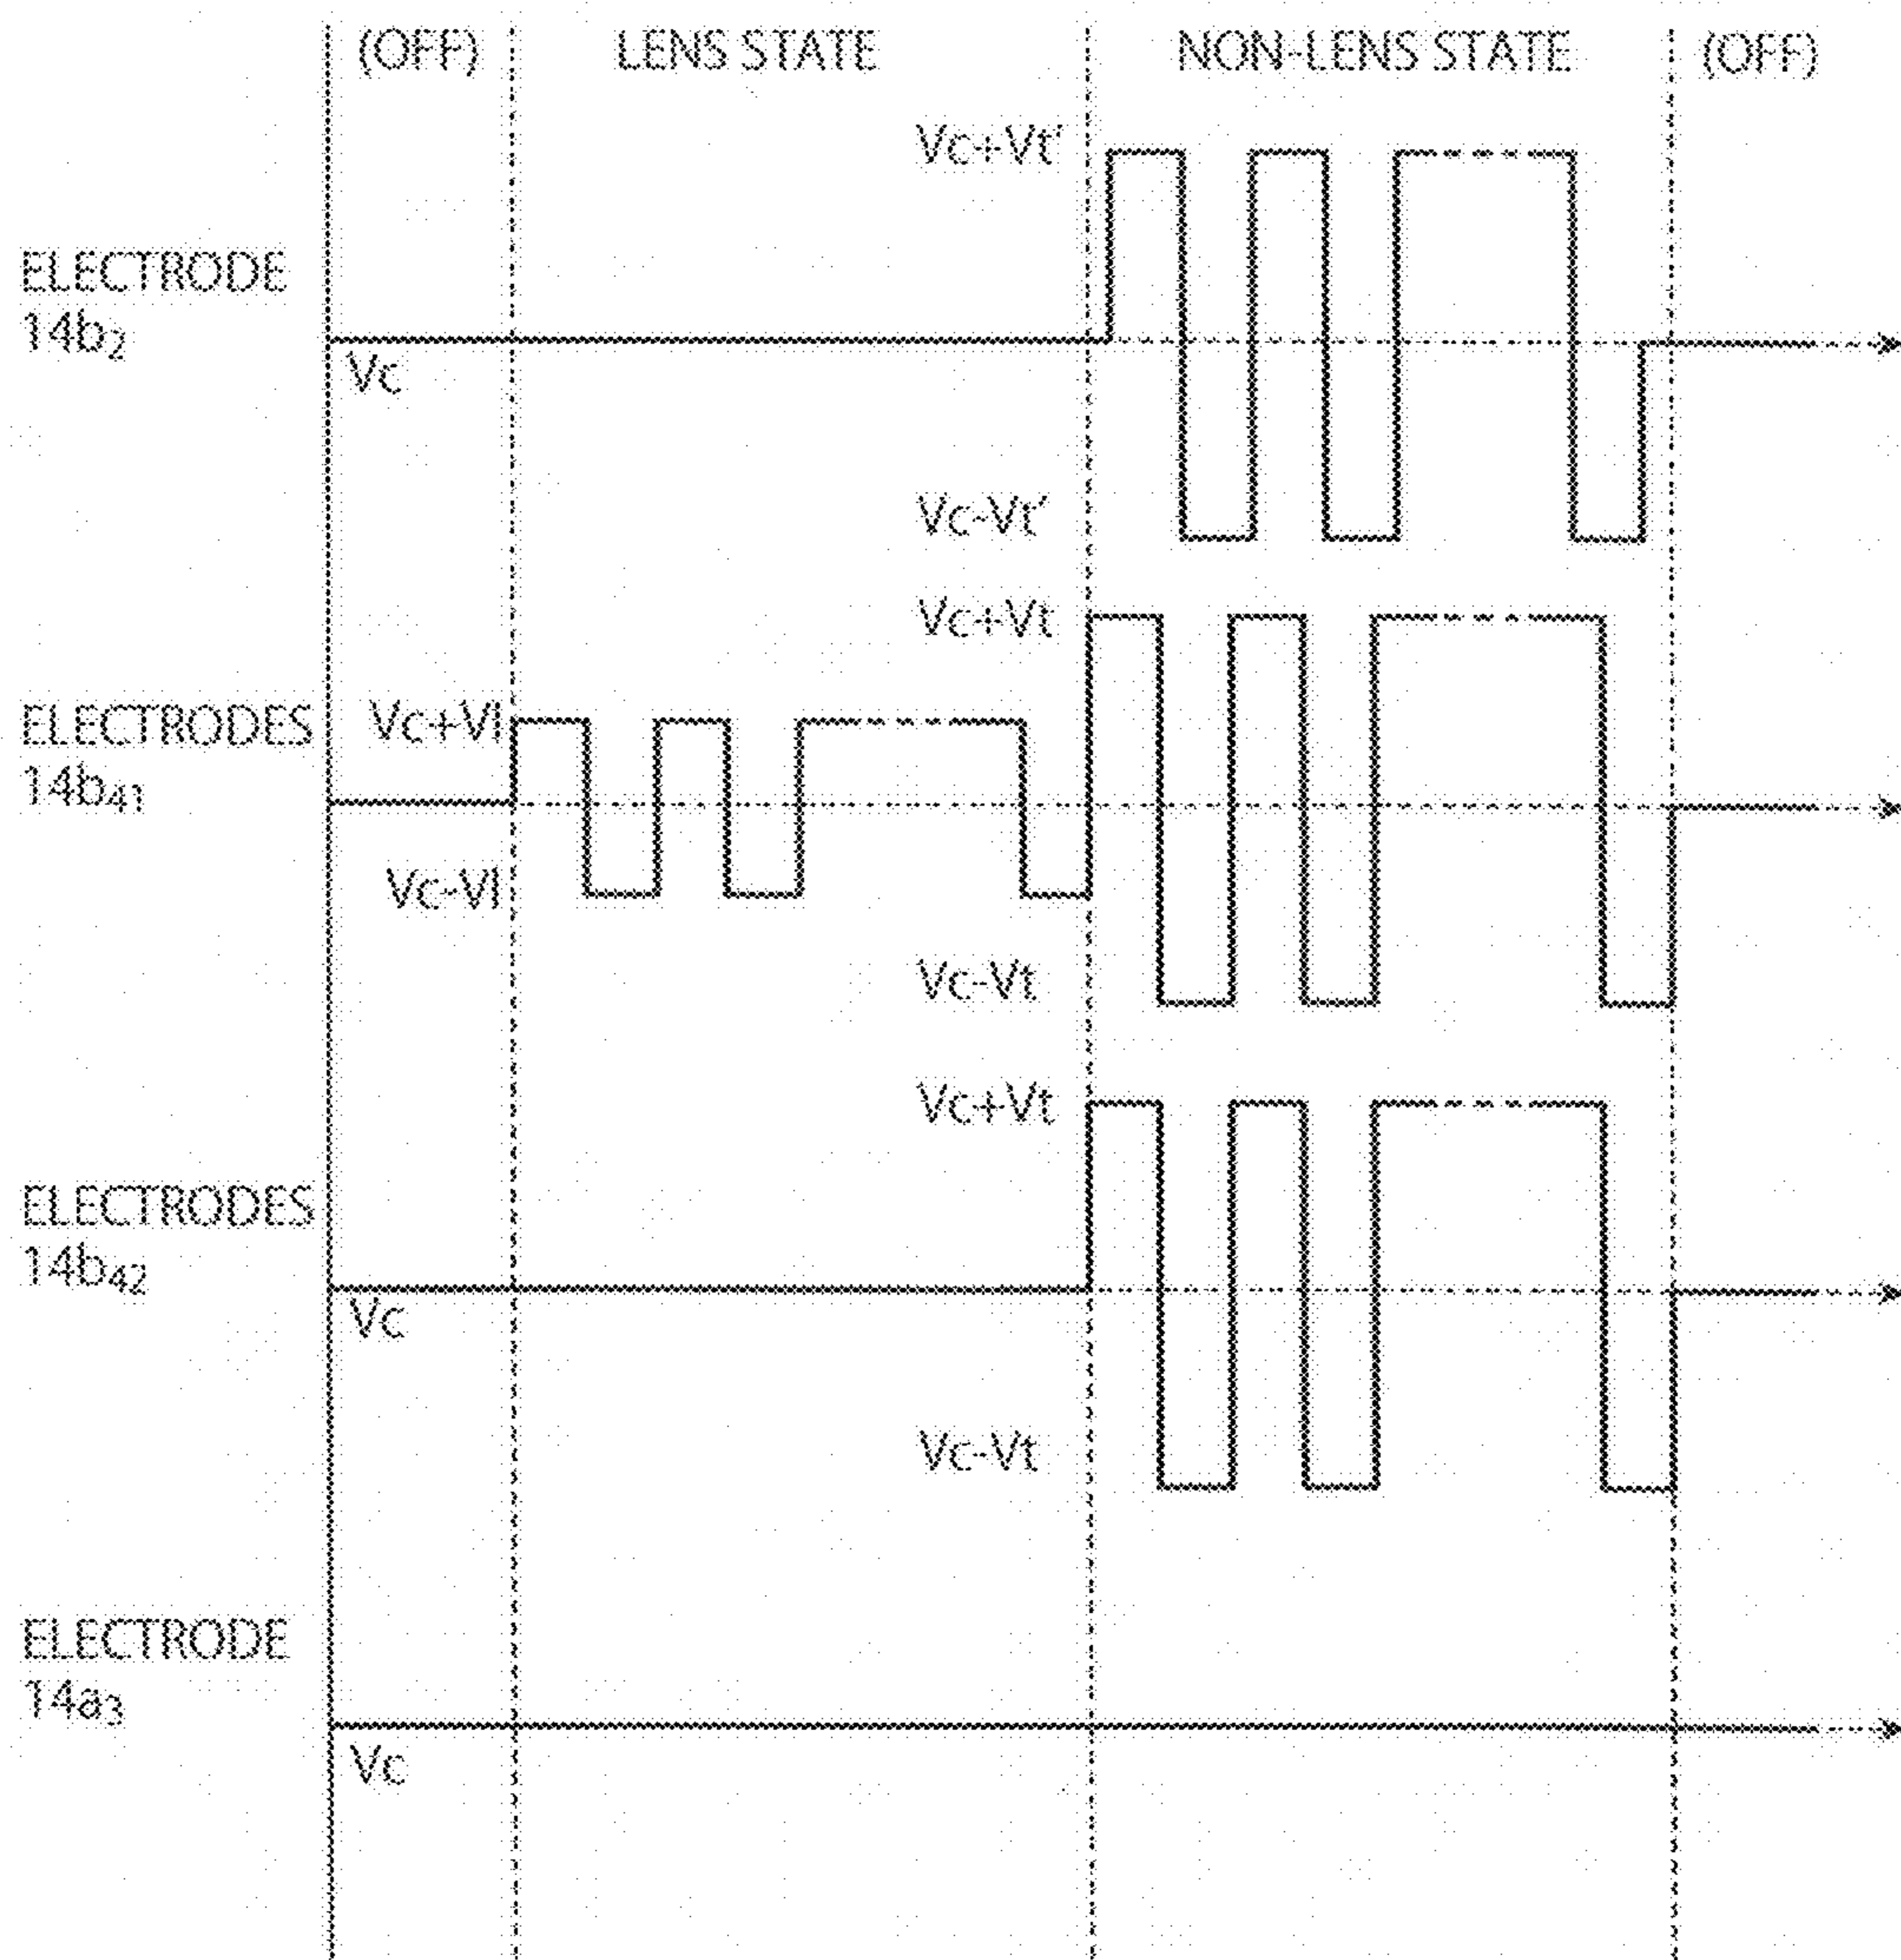 (OFF) LENS STATE NON-LENS STATE (OFF)
Vc+Vt'
ELECTRODE
14b₂
Vc
Vc-Vt'
Vc+Vt
ELECTRODES
14b₄₁
Vc+Vl
Vc-Vl
Vc-Vt
Vc+Vt
ELECTRODES
14b₄₂
Vc
Vc-Vt
ELECTRODE
14a₃
Vc